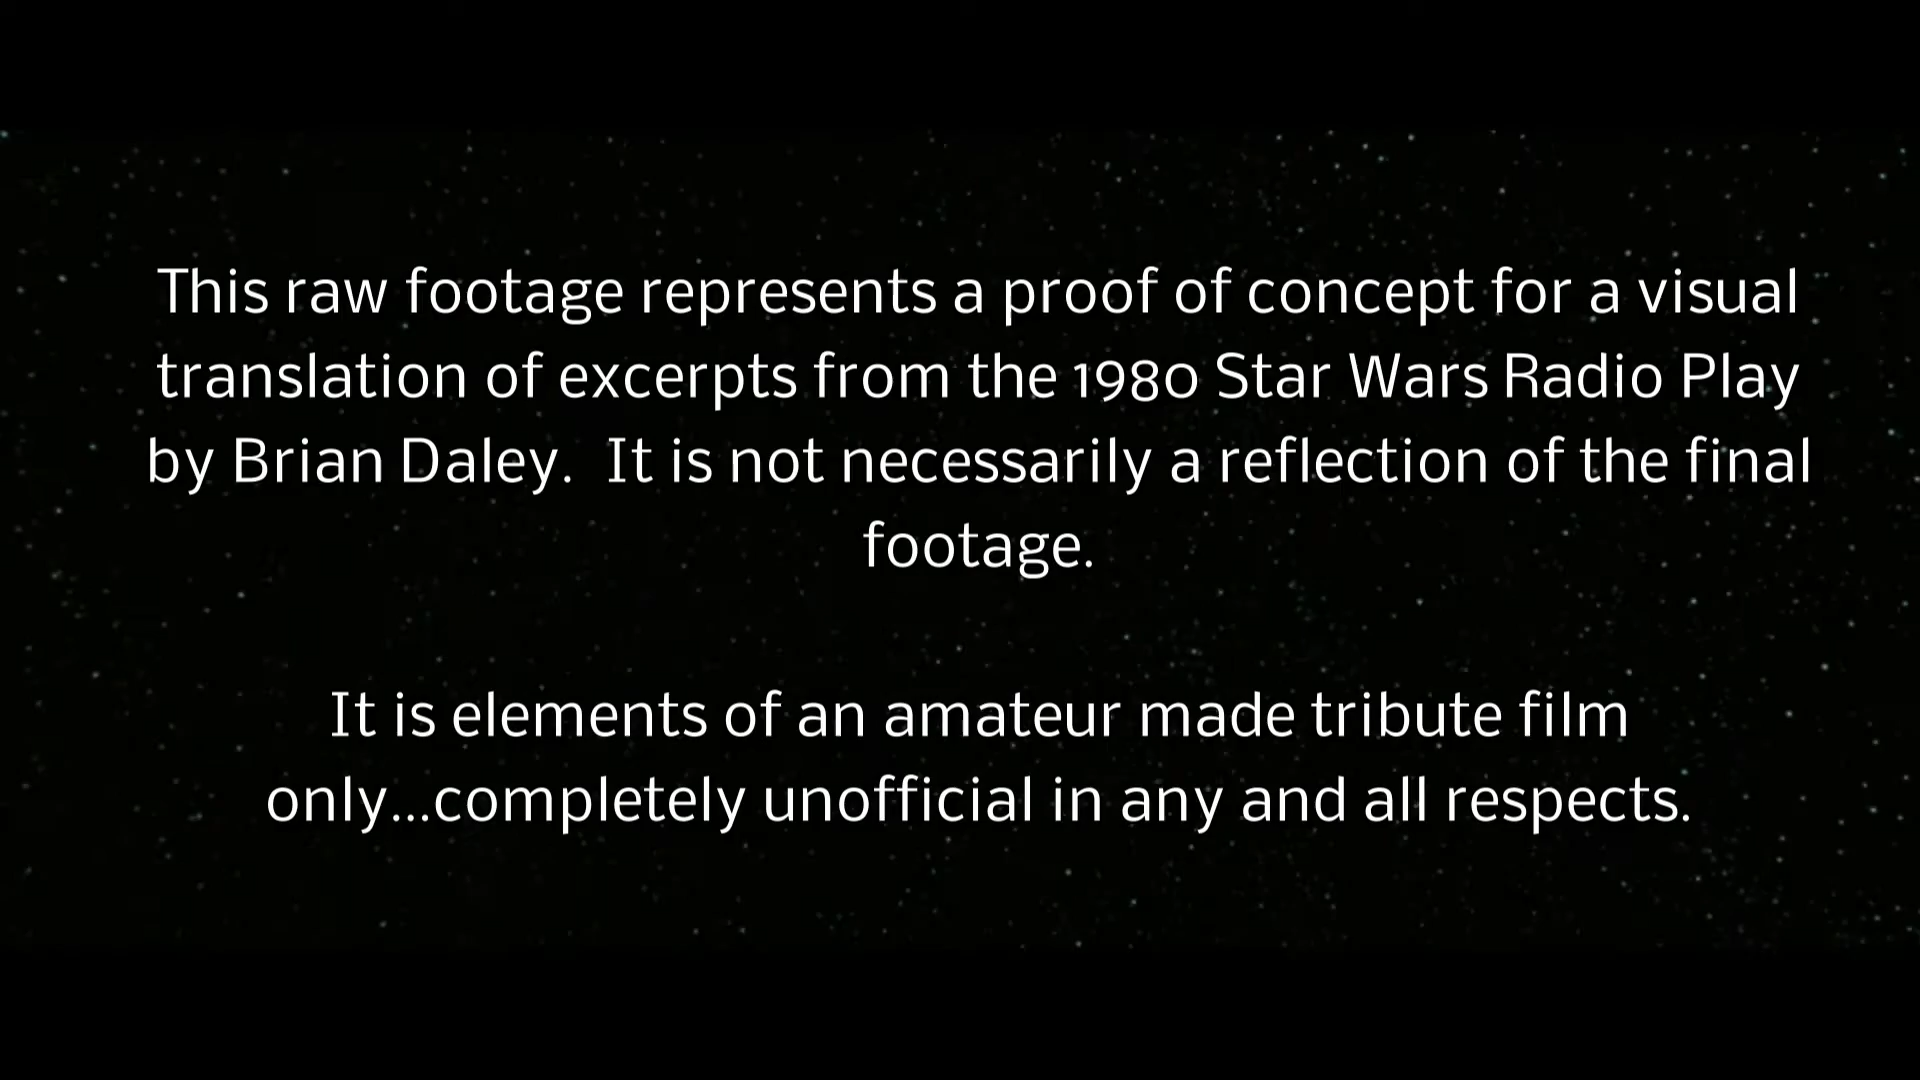 This raw footage represents a proof of concept for a visual
translation of excerpts from the 1980 Star Wars Radio Play
by Brian Daley.  It is not necessarily a reflection of the final
footage.
It is elements of an amateur made tribute film
only...completely unofficial in any and all respects.